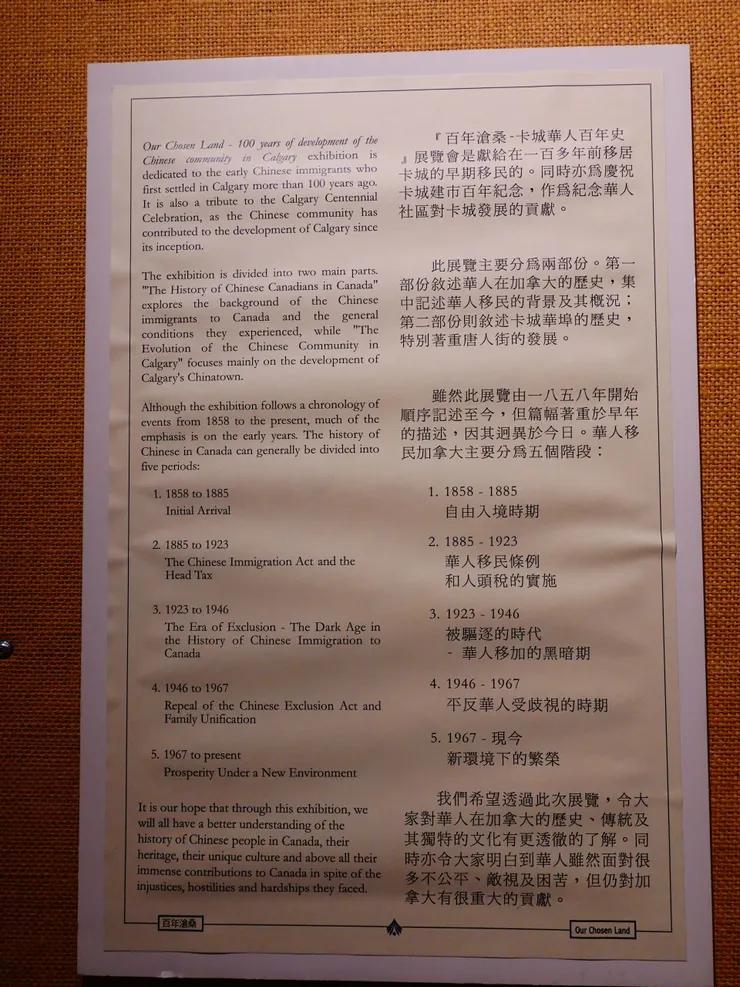 Our Chosen Land - 100 years of development of the
Chinese community in Calgary exhibition is
dedicated to the early Chinese immigrants who
first settled in Calgary more than 100 years ago.
It is also a tribute to the Calgary Centennial
Celebration, as the Chinese community has
contributed to the development of Calgary since
its inception.
The exhibition is divided into two main parts.
"The History of Chinese Canadians in Canada"
explores the background of the Chinese
immigrants to Canada and the general
conditions they experienced, while "The
Evolution of the Chinese Community in
Calgary" focuses mainly on the development of
Calgary's Chinatown.
Although the exhibition follows a chronology of
events from 1858 to the present, much of the
emphasis is on the early years. The history of
Chinese in Canada can generally be divided into
five periods:
1. 1858 to 1885
Initial Arrival
2. 1885 to 1923
The Chinese Immigration Act and the
Head Tax
3. 1923 to 1946
The Era of Exclusion - The Dark Age in
the History of Chinese Immigration to
Canada
4. 1946 to 1967
Repeal of the Chinese Exclusion Act and
Family Unification
5. 1967 to present
Prosperity Under a New Environment
It is our hope that through this exhibition, we
will all have a better understanding of the
history of Chinese people in Canada, their
heritage, their unique culture and above all their
immense contributions to Canada in spite of the
injustices, hostilities and hardships they faced.
『百年滄桑-卡城華人百年史
』展覽會是獻給在一百多年前移居
卡城的早期移民的。同時亦爲慶祝
卡城建市百年紀念，作爲紀念華人
社區對卡城發展的貢獻。
此展覽主要分爲兩部份。第一
部份敘述華人在加拿大的歷史，集
中記述華人移民的背景及其概況；
第二部份則敘述卡城華埠的歷史，
特別著重唐人街的發展。
雖然此展覽由一八五八年開始
順序記述至今，但篇幅著重於早年
的描述，因其迥異於今日。華人移
民加拿大主要分爲五個階段：
1. 1858 - 1885
自由入境時期
2. 1885 - 1923
華人移民條例
和人頭稅的實施
3. 1923 - 1946
被驅逐的時代
- 華人移加的黑暗期
4. 1946 - 1967
平反華人受歧視的時期
5. 1967 - 現今
新環境下的繁榮
我們希望透過此次展覽，令大
家對華人在加拿大的歷史、傳統及
其獨特的文化有更透徹的了解。同
時亦令大家明白到華人雖然面對很
多不公平、敵視及困苦，但仍對加
拿大有很重大的貢獻。
百年滄桑
Our Chosen Land